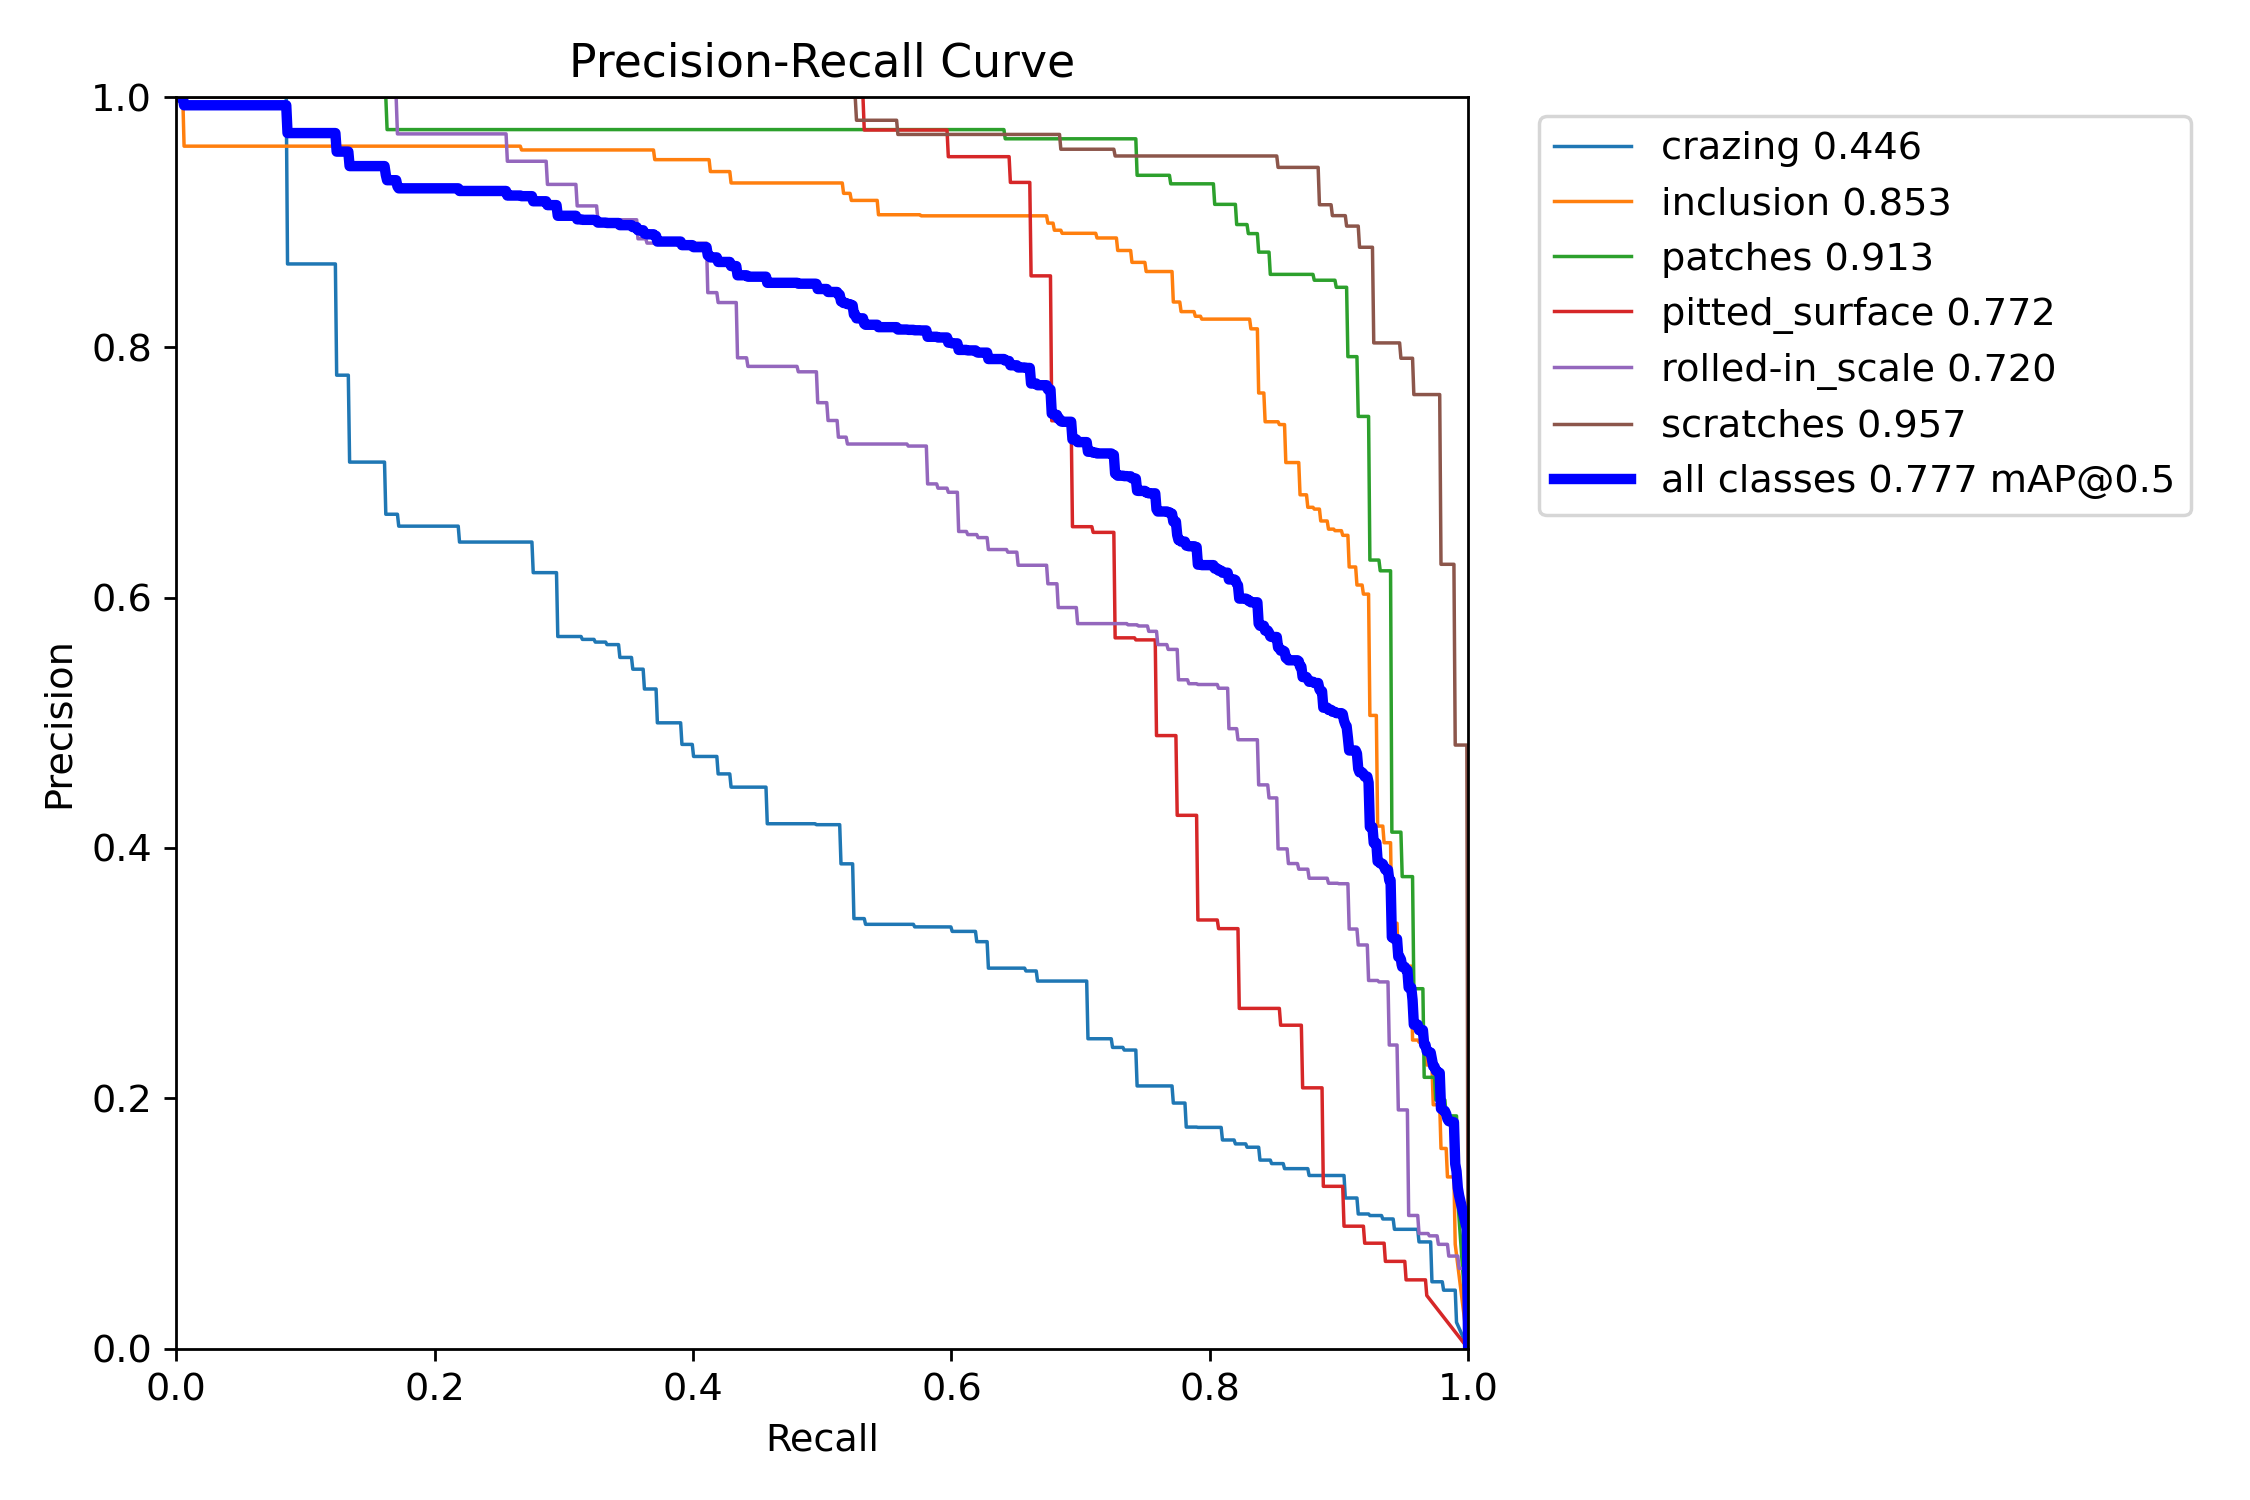 Precision-Recall Curve
1.0
0.8
0.6
0.4
0.2
0.0
Precision
0.0 0.2 0.4 0.6 0.8 1.0
Recall
crazing 0.446
inclusion 0.853
patches 0.913
pitted_surface 0.772
rolled-in_scale 0.720
scratches 0.957
all classes 0.777 mAP@0.5